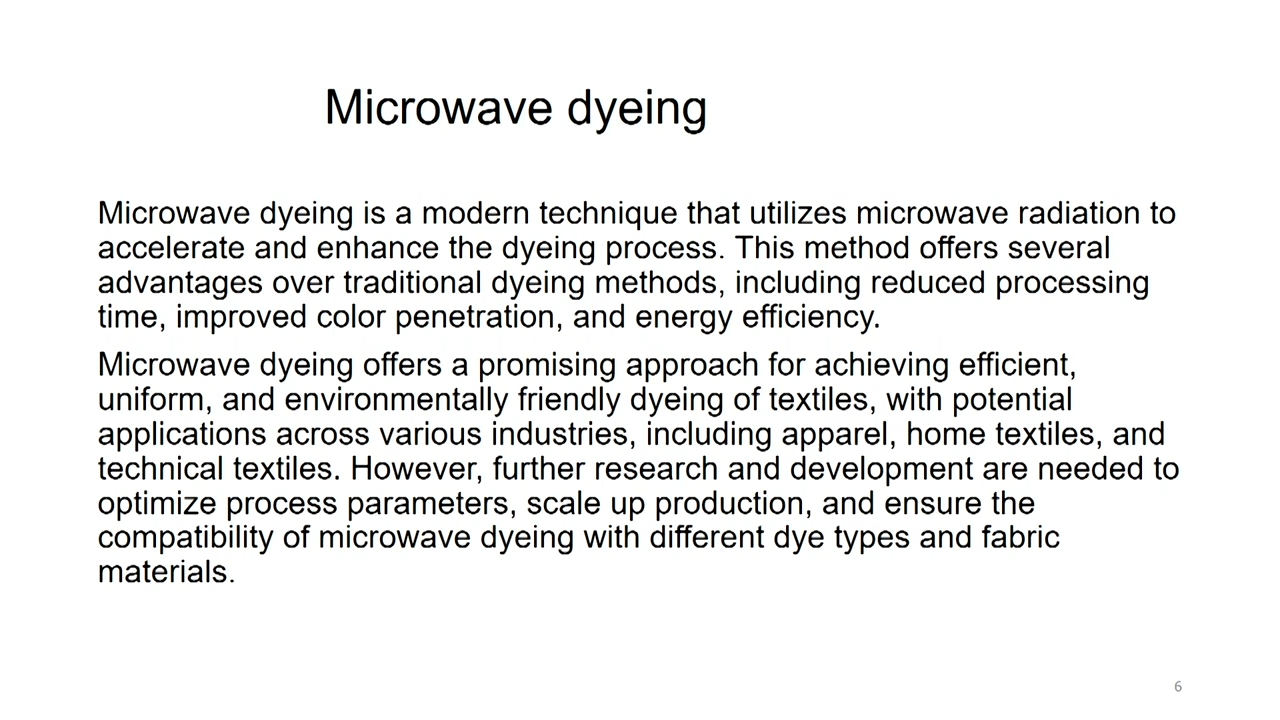 Microwave dyeing
Microwave dyeing is a modern technique that utilizes microwave radiation to
accelerate and enhance the dyeing process. This method offers several
advantages over traditional dyeing methods, including reduced processing
time, improved color penetration, and energy efficiency.
Microwave dyeing offers a promising approach for achieving efficient,
uniform, and environmentally friendly dyeing of textiles, with potential
applications across various industries, including apparel, home textiles, and
technical textiles. However, further research and development are needed to
optimize process parameters, scale up production, and ensure the
compatibility of microwave dyeing with different dye types and fabric
materials.
6